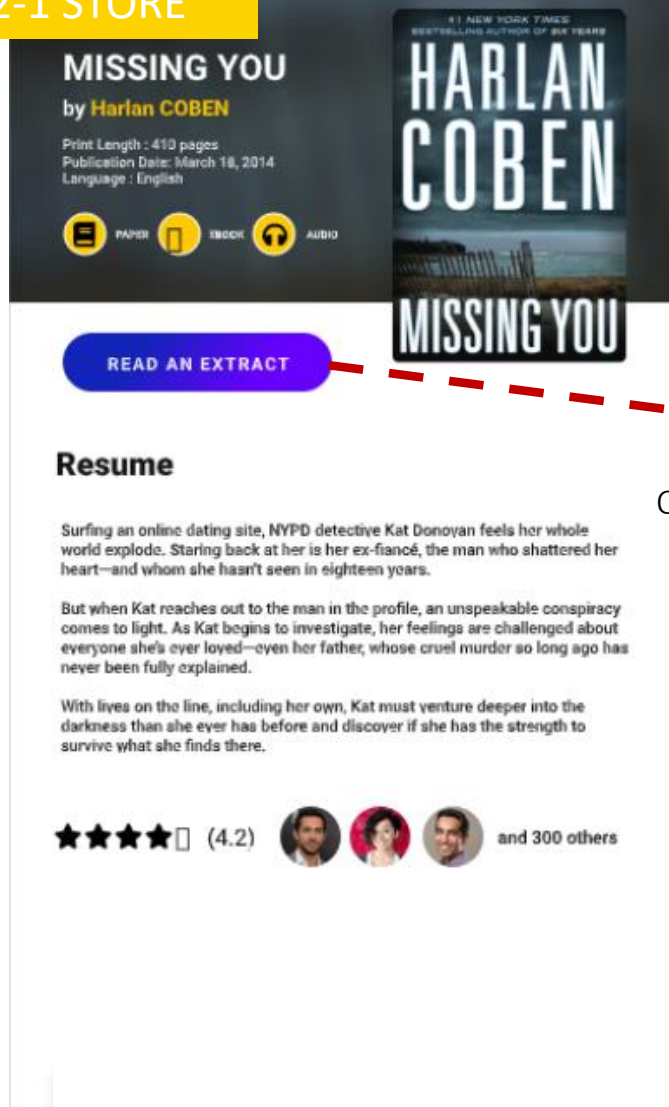 2-1 STORE
MISSING YOU
by Harlan COBEN
Print Length : 410 pages
Publication Date: March 18, 2014
Language : English
PAPER EBOOK AUDIO
#1 NEW YORK TIMES
BESTSELLING AUTHOR OF SIX YEARS
HARLAN
COBEN
MISSING YOU
READ AN EXTRACT
Resume
Surfing an online dating site, NYPD detective Kat Donovan feels her whole
world explode. Staring back at her is her ex-fiancé, the man who shattered her
heart—and whom she hasn't seen in eighteen years.
But when Kat reaches out to the man in the profile, an unspeakable conspiracy
comes to light. As Kat begins to investigate, her feelings are challenged about
everyone she's ever loved—even her father, whose cruel murder so long ago has
never been fully explained.
With lives on the line, including her own, Kat must venture deeper into the
darkness than she ever has before and discover if she has the strength to
survive what she finds there.
(4.2)
and 300 others